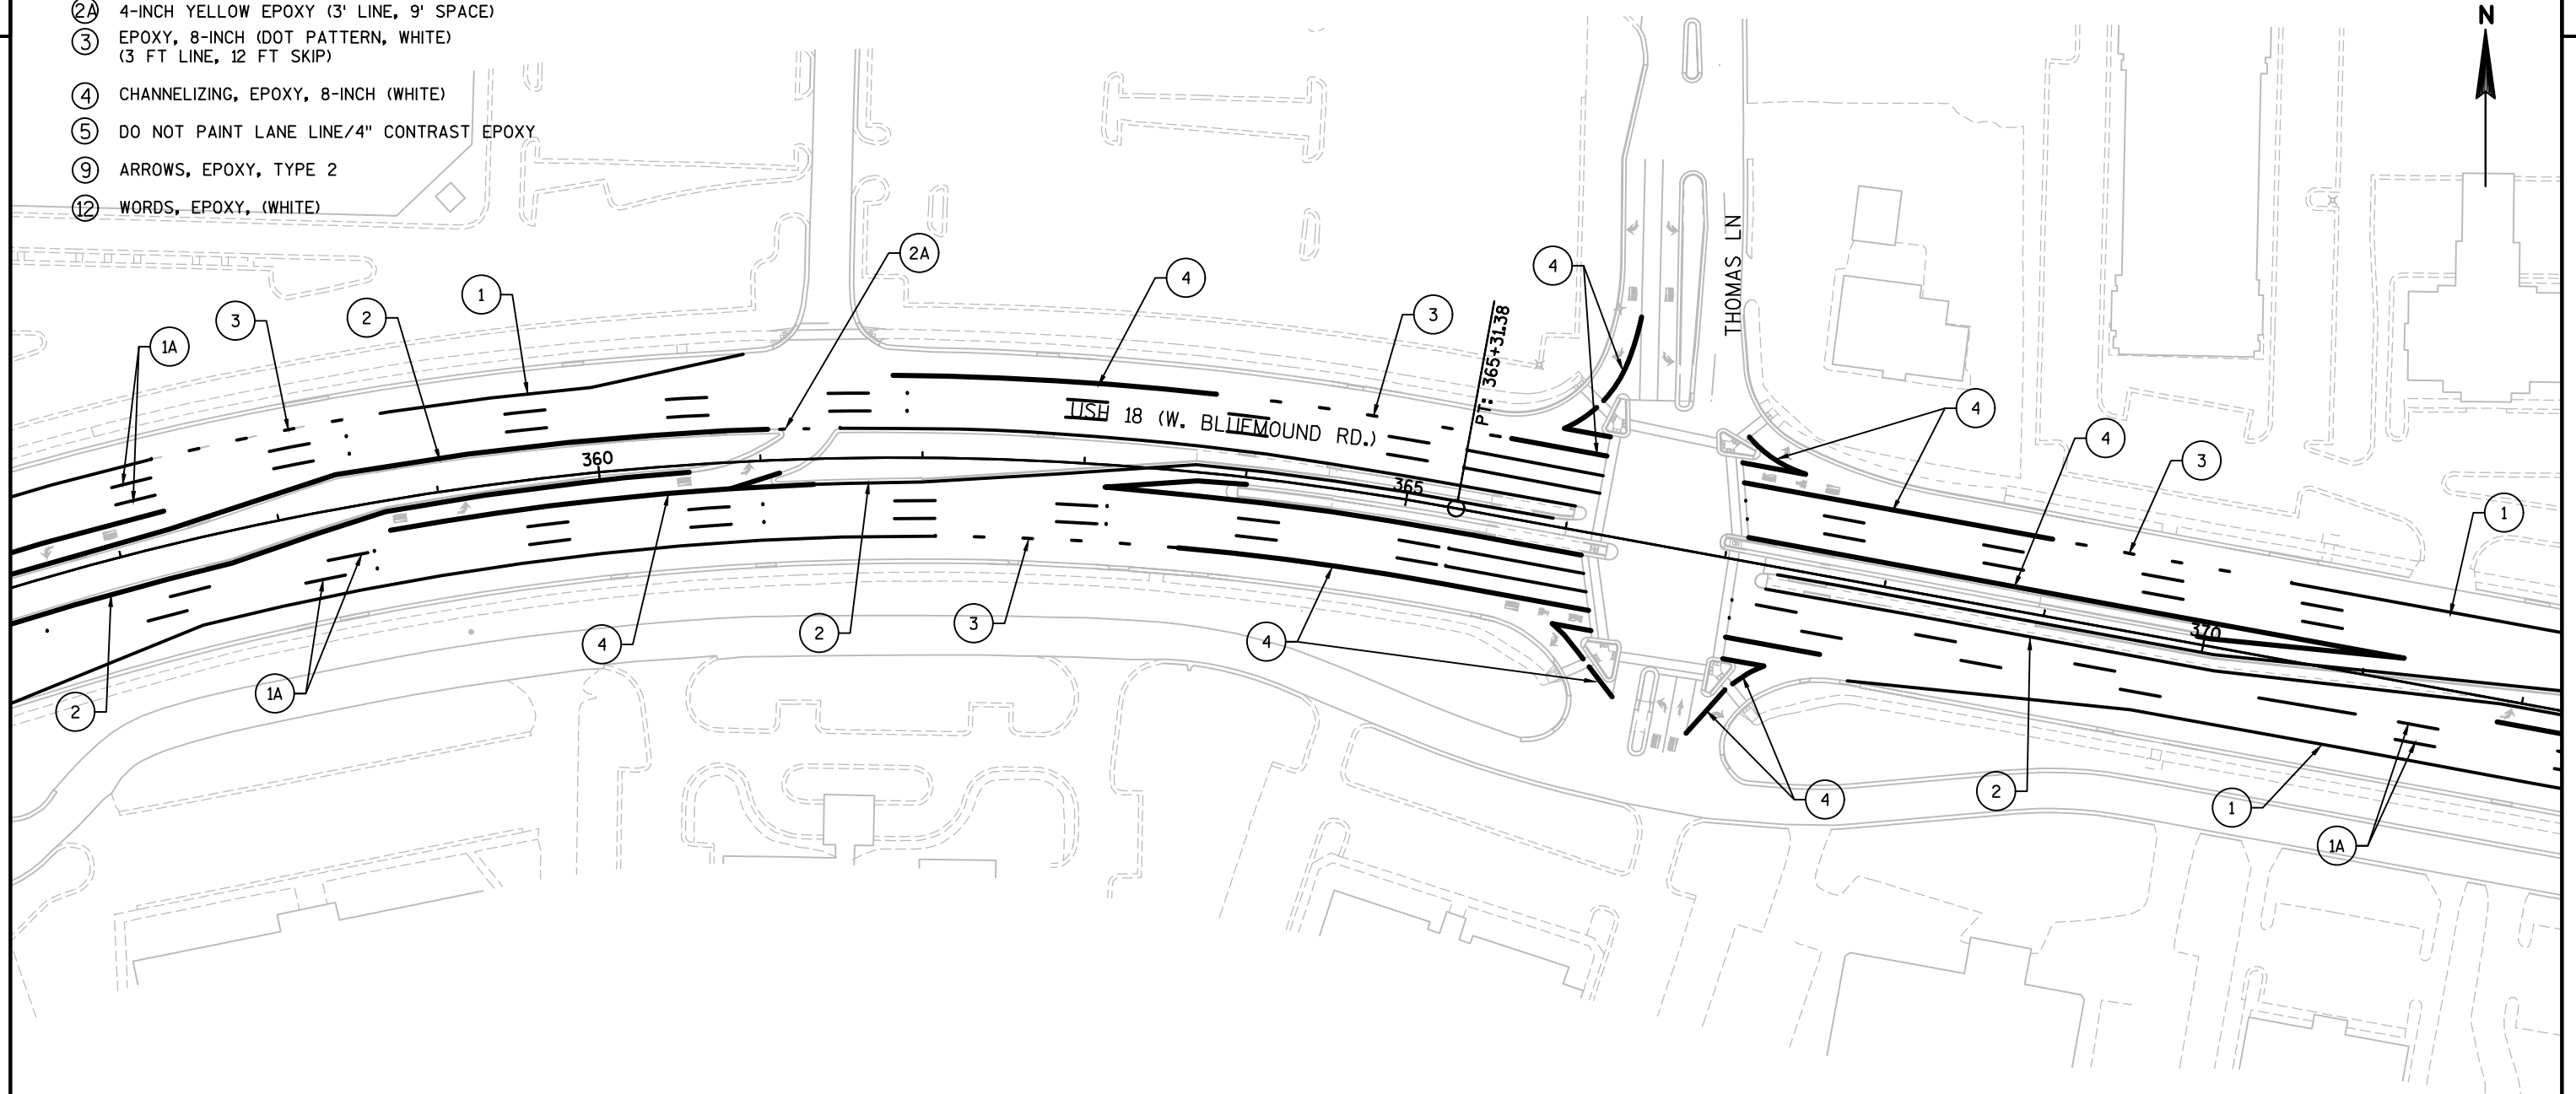 2A 4-INCH YELLOW EPOXY (3' LINE, 9' SPACE)
3 EPOXY, 8-INCH (DOT PATTERN, WHITE)
(3 FT LINE, 12 FT SKIP)
4 CHANNELIZING, EPOXY, 8-INCH (WHITE)
5 DO NOT PAINT LANE LINE/4" CONTRAST EPOXY
9 ARROWS, EPOXY, TYPE 2
12 WORDS, EPOXY, (WHITE)
N
THOMAS LN
2A
4
4
1
3
2
3
1A
PT: 365+31.38
USH 18 (W. BLUEMOUND RD.)
4
4
3
360
365
1
370
2
1A
4
2
3
4
4
2
1
1A